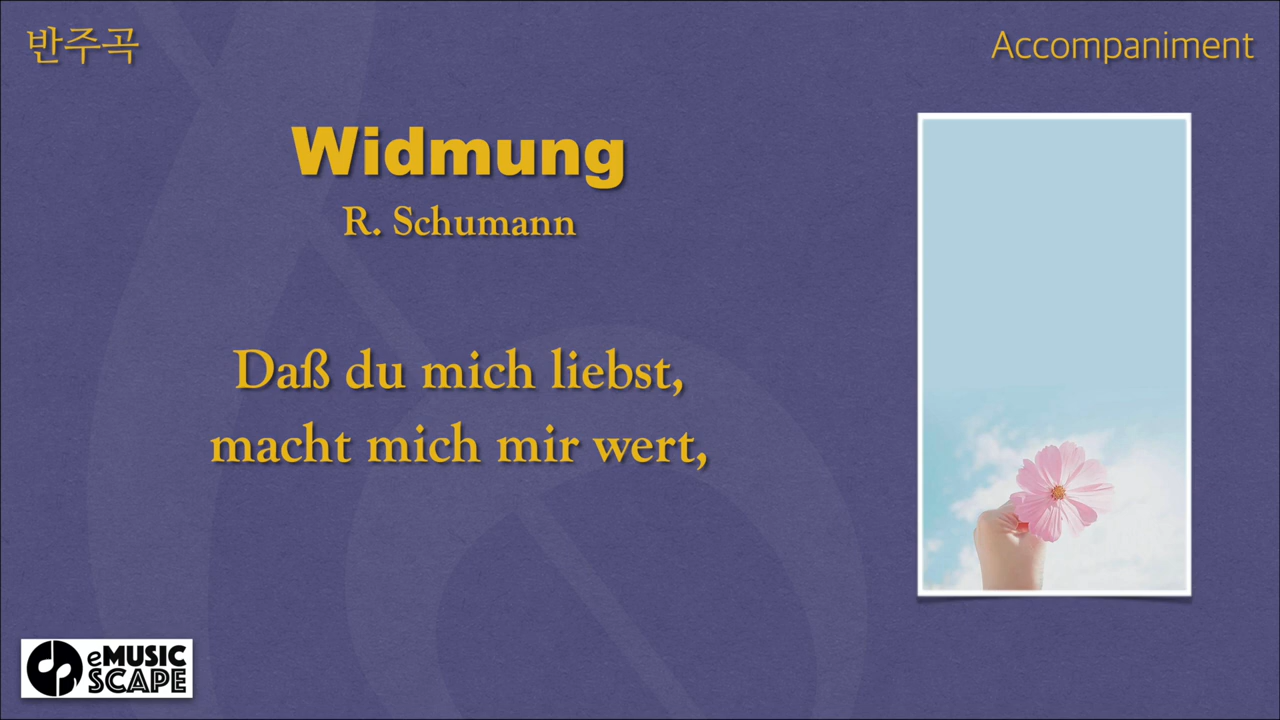 반주곡
Accompaniment
Widmung
R. Schumann
Daß du mich liebst,
macht mich mir wert,
eMUSIC
SCAPE